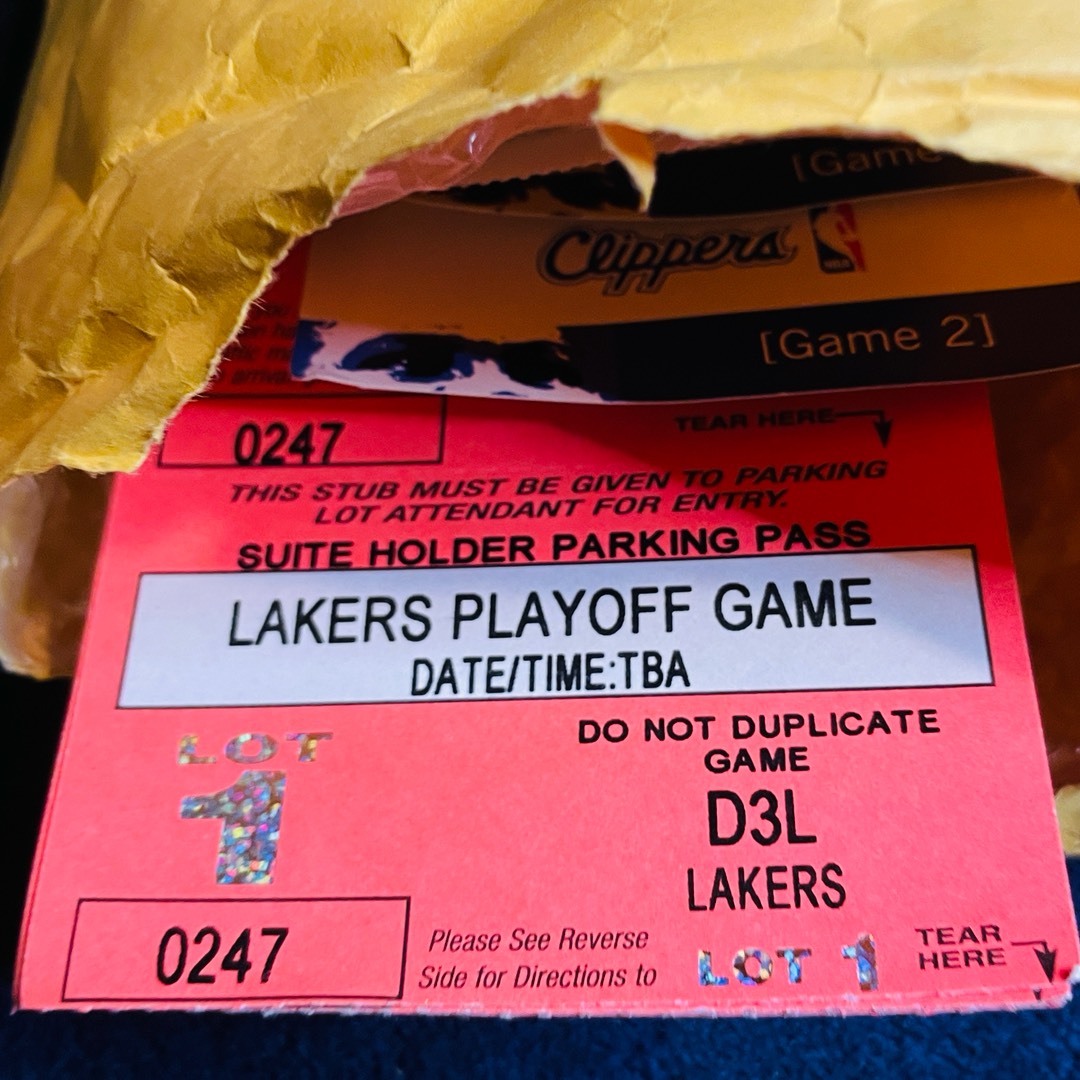 [Game
Clippers
[Game 2]
0247
TEAR HERE
THIS STUB MUST BE GIVEN TO PARKING
LOT ATTENDANT FOR ENTRY.
SUITE HOLDER PARKING PASS
LAKERS PLAYOFF GAME
DATE/TIME:TBA
LOT
1
DO NOT DUPLICATE
GAME
D3L
LAKERS
0247
Please See Reverse
Side for Directions to
LOT 1
TEAR
HERE